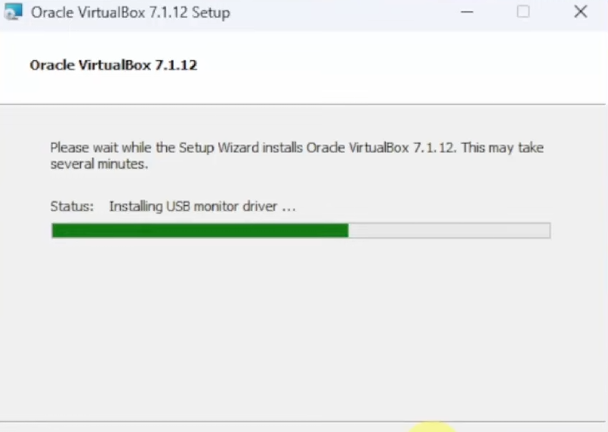 Oracle VirtualBox 7.1.12 Setup
Oracle VirtualBox 7.1.12
Please wait while the Setup Wizard installs Oracle VirtualBox 7.1.12. This may take
several minutes.
Status: Installing USB monitor driver ...